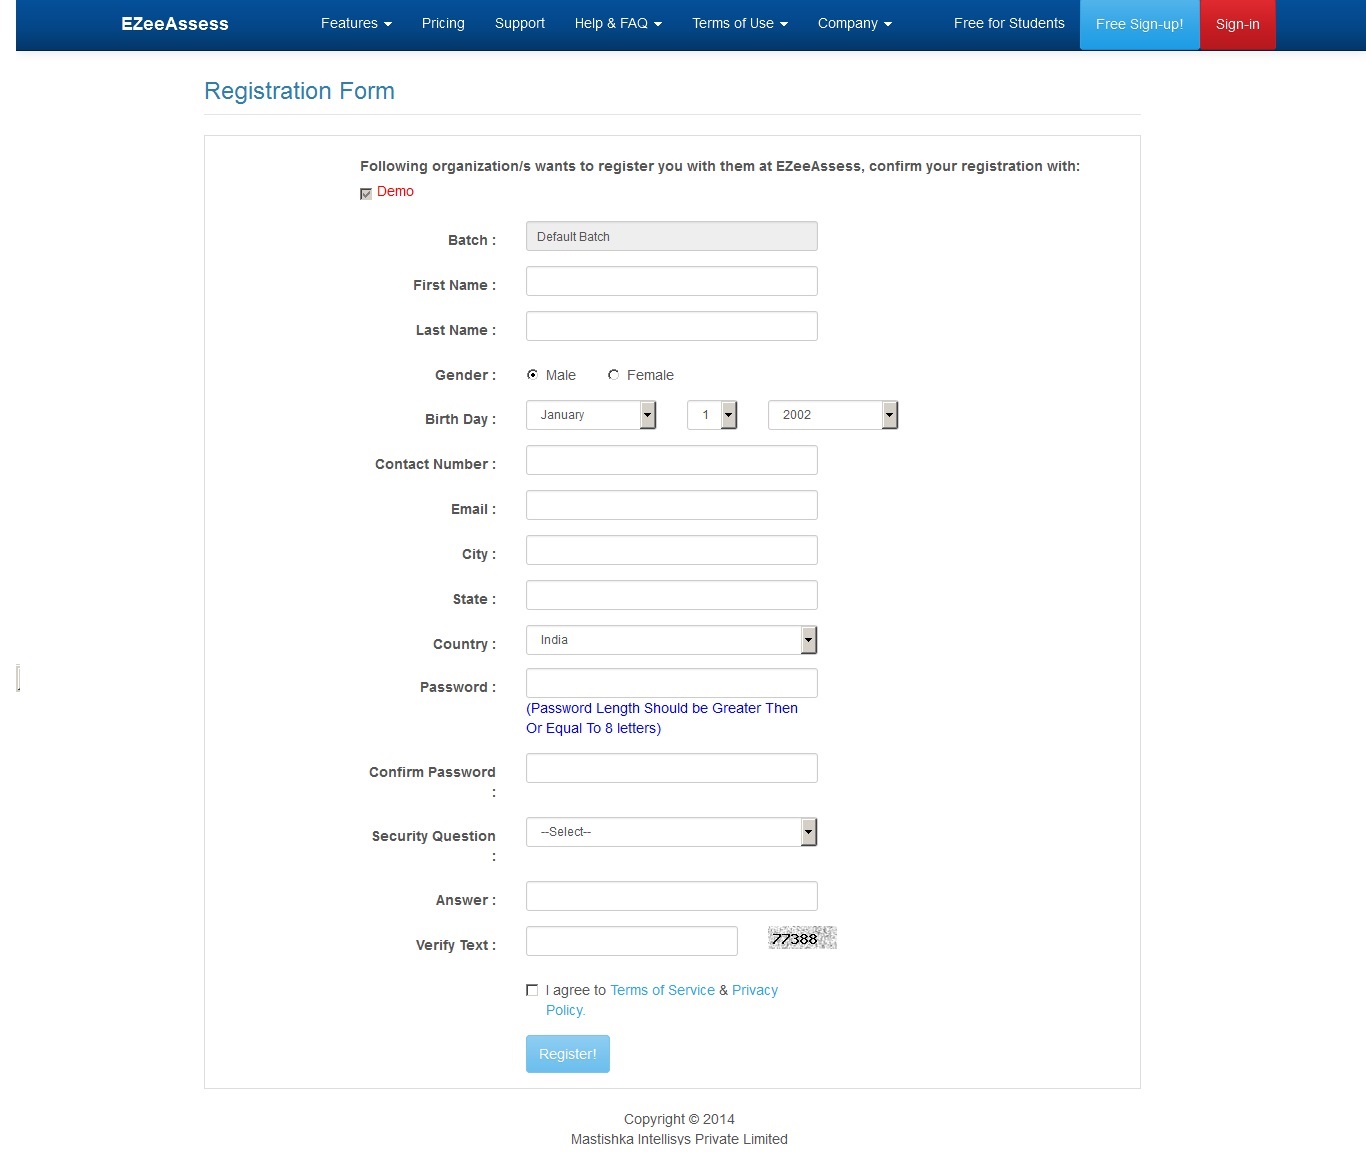 EZeeAssess Features Pricing Support Help & FAQ Terms of Use Company Free for Students Free Sign-up! Sign-in
Registration Form
Following organization/s wants to register you with them at EZeeAssess, confirm your registration with:
Demo
Batch : Default Batch
First Name :
Last Name :
Gender : Male Female
Birth Day : January 1 2002
Contact Number :
Email :
City :
State :
Country : India
Password :
(Password Length Should be Greater Then
Or Equal To 8 letters)
Confirm Password
:
Security Question --Select--
:
Answer :
Verify Text : 77388
I agree to Terms of Service & Privacy
Policy.
Register!
Copyright © 2014
Mastishka Intellisys Private Limited